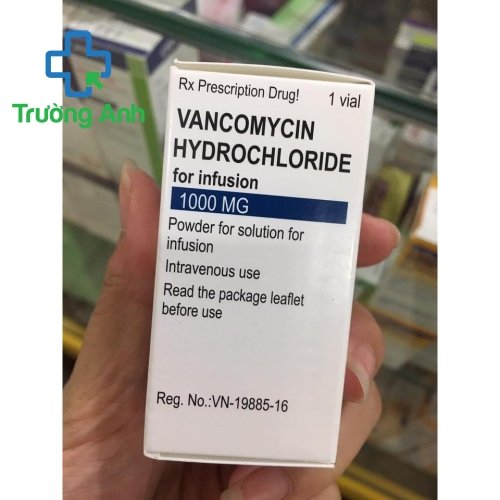 Trường Anh
Rx Prescription Drug!
1 vial
VANCOMYCIN
HYDROCHLORIDE
for infusion
1000 MG
Powder for solution for
infusion
Intravenous use
Read the package leaflet
before use
Reg. No.:VN-19885-16